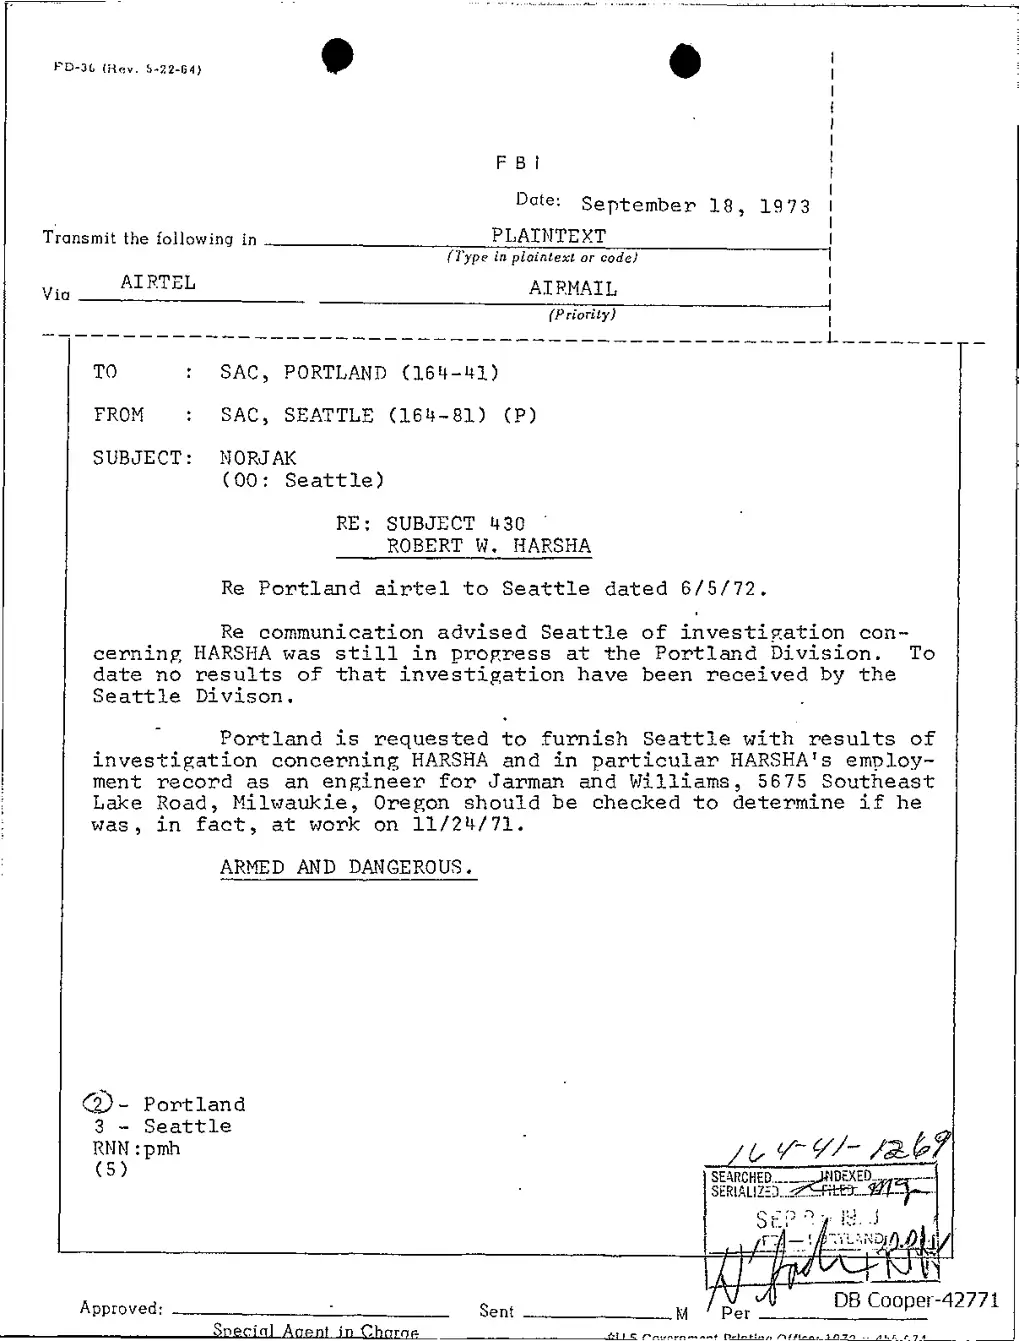 FD-36 (Rev. 5-22-64)
F B I
Date: September 18, 1973
Transmit the following in PLAINTEXT
(Type in plaintext or code)
Via AIRTEL AIRMAIL
(Priority)
TO : SAC, PORTLAND (164-41)
FROM : SAC, SEATTLE (164-81) (P)
SUBJECT: NORJAK
(OO: Seattle)
RE: SUBJECT 430
ROBERT W. HARSHA
Re Portland airtel to Seattle dated 6/5/72.
Re communication advised Seattle of investigation con-
cerning HARSHA was still in progress at the Portland Division. To
date no results of that investigation have been received by the
Seattle Divison.
Portland is requested to furnish Seattle with results of
investigation concerning HARSHA and in particular HARSHA's employ-
ment record as an engineer for Jarman and Williams, 5675 Southeast
Lake Road, Milwaukie, Oregon should be checked to determine if he
was, in fact, at work on 11/24/71.
ARMED AND DANGEROUS.
2 - Portland
3 - Seattle
RNN:pmh
(5)
164-41-1269
SEARCHED INDEXED
SERIALIZED FILED
SEP
PORTLAND
Approved: Sent M Per
DB Cooper-42771
Special Agent in Charge
U.S. Government Printing Office: